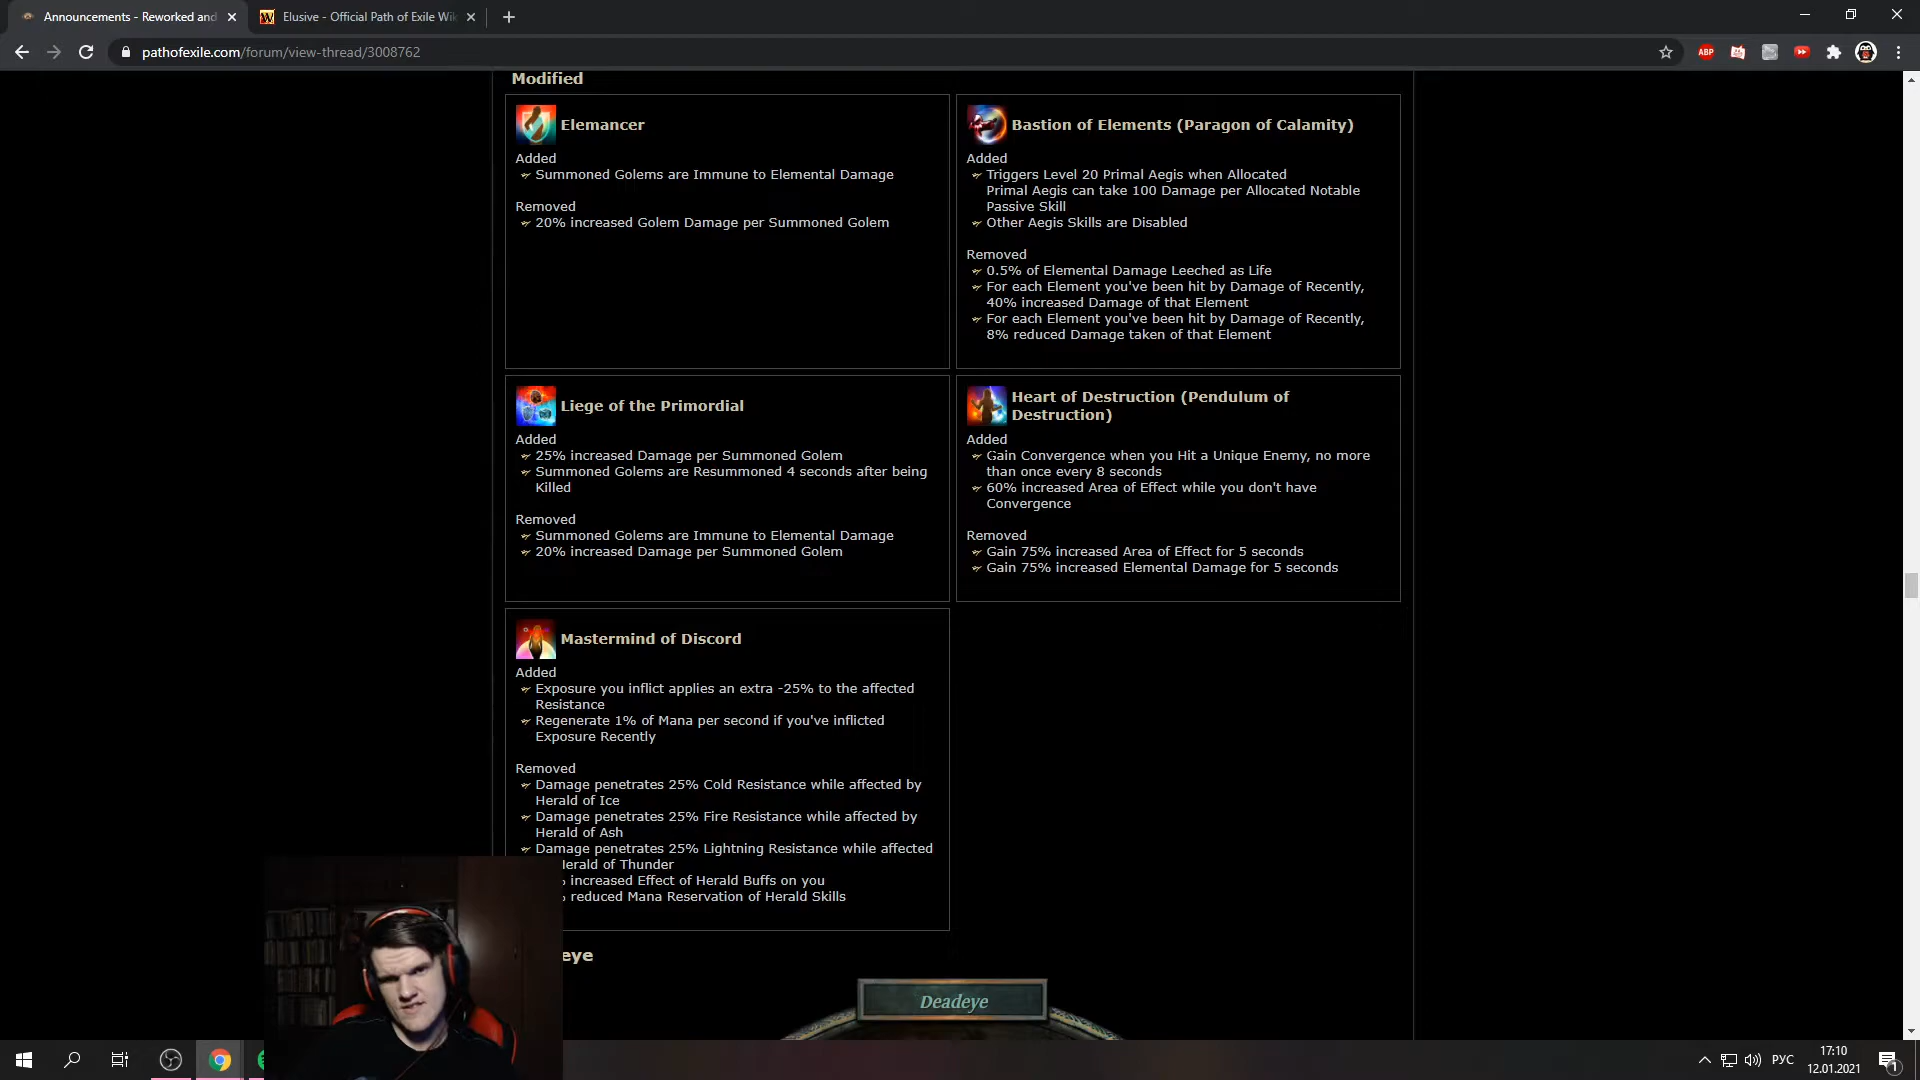 Announcements - Reworked and
Elusive - Official Path of Exile Wik
pathofexile.com/forum/view-thread/3008762
ABP
Modified
Elemancer
Added
Summoned Golems are Immune to Elemental Damage
Removed
20% increased Golem Damage per Summoned Golem
Bastion of Elements (Paragon of Calamity)
Added
Triggers Level 20 Primal Aegis when Allocated
Primal Aegis can take 100 Damage per Allocated Notable
Passive Skill
Other Aegis Skills are Disabled
Removed
0.5% of Elemental Damage Leeched as Life
For each Element you've been hit by Damage of Recently,
40% increased Damage of that Element
For each Element you've been hit by Damage of Recently,
8% reduced Damage taken of that Element
Liege of the Primordial
Added
25% increased Damage per Summoned Golem
Summoned Golems are Resummoned 4 seconds after being
Killed
Removed
Summoned Golems are Immune to Elemental Damage
20% increased Damage per Summoned Golem
Heart of Destruction (Pendulum of
Destruction)
Added
Gain Convergence when you Hit a Unique Enemy, no more
than once every 8 seconds
60% increased Area of Effect while you don't have
Convergence
Removed
Gain 75% increased Area of Effect for 5 seconds
Gain 75% increased Elemental Damage for 5 seconds
Mastermind of Discord
Added
Exposure you inflict applies an extra -25% to the affected
Resistance
Regenerate 1% of Mana per second if you've inflicted
Exposure Recently
Removed
Damage penetrates 25% Cold Resistance while affected by
Herald of Ice
Damage penetrates 25% Fire Resistance while affected by
Herald of Ash
Damage penetrates 25% Lightning Resistance while affected
Herald of Thunder
increased Effect of Herald Buffs on you
reduced Mana Reservation of Herald Skills
eye
Deadeye
РУС
17:10
12.01.2021
1